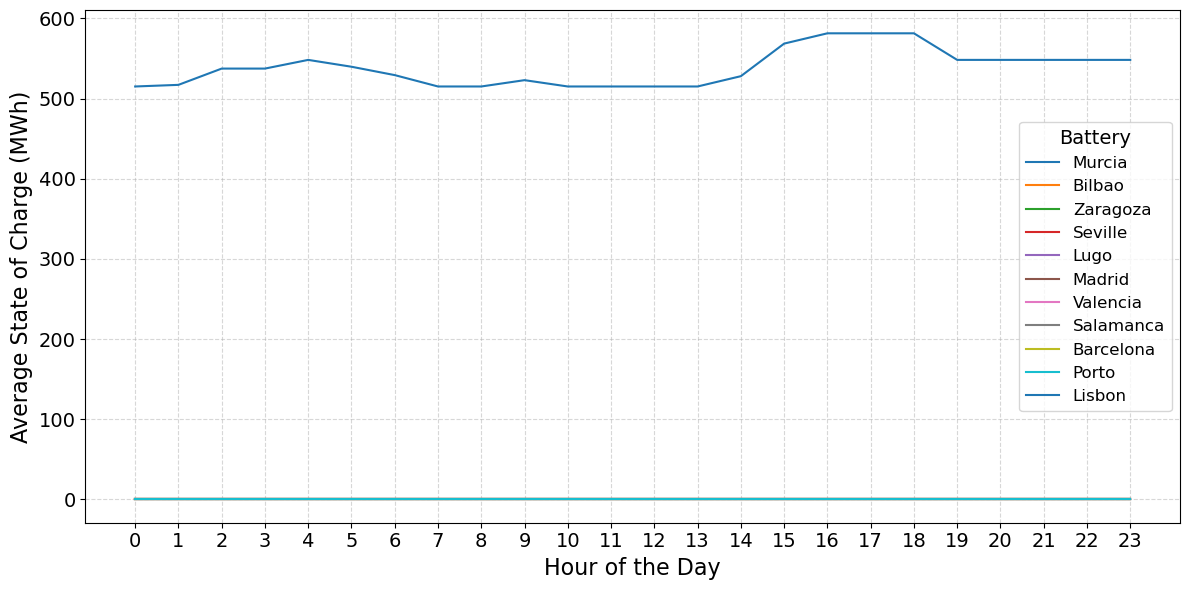 Average State of Charge (MWh)
600
500
400
300
200
100
0
Battery
Murcia
Bilbao
Zaragoza
Seville
Lugo
Madrid
Valencia
Salamanca
Barcelona
Porto
Lisbon
0 1 2 3 4 5 6 7 8 9 10 11 12 13 14 15 16 17 18 19 20 21 22 23
Hour of the Day